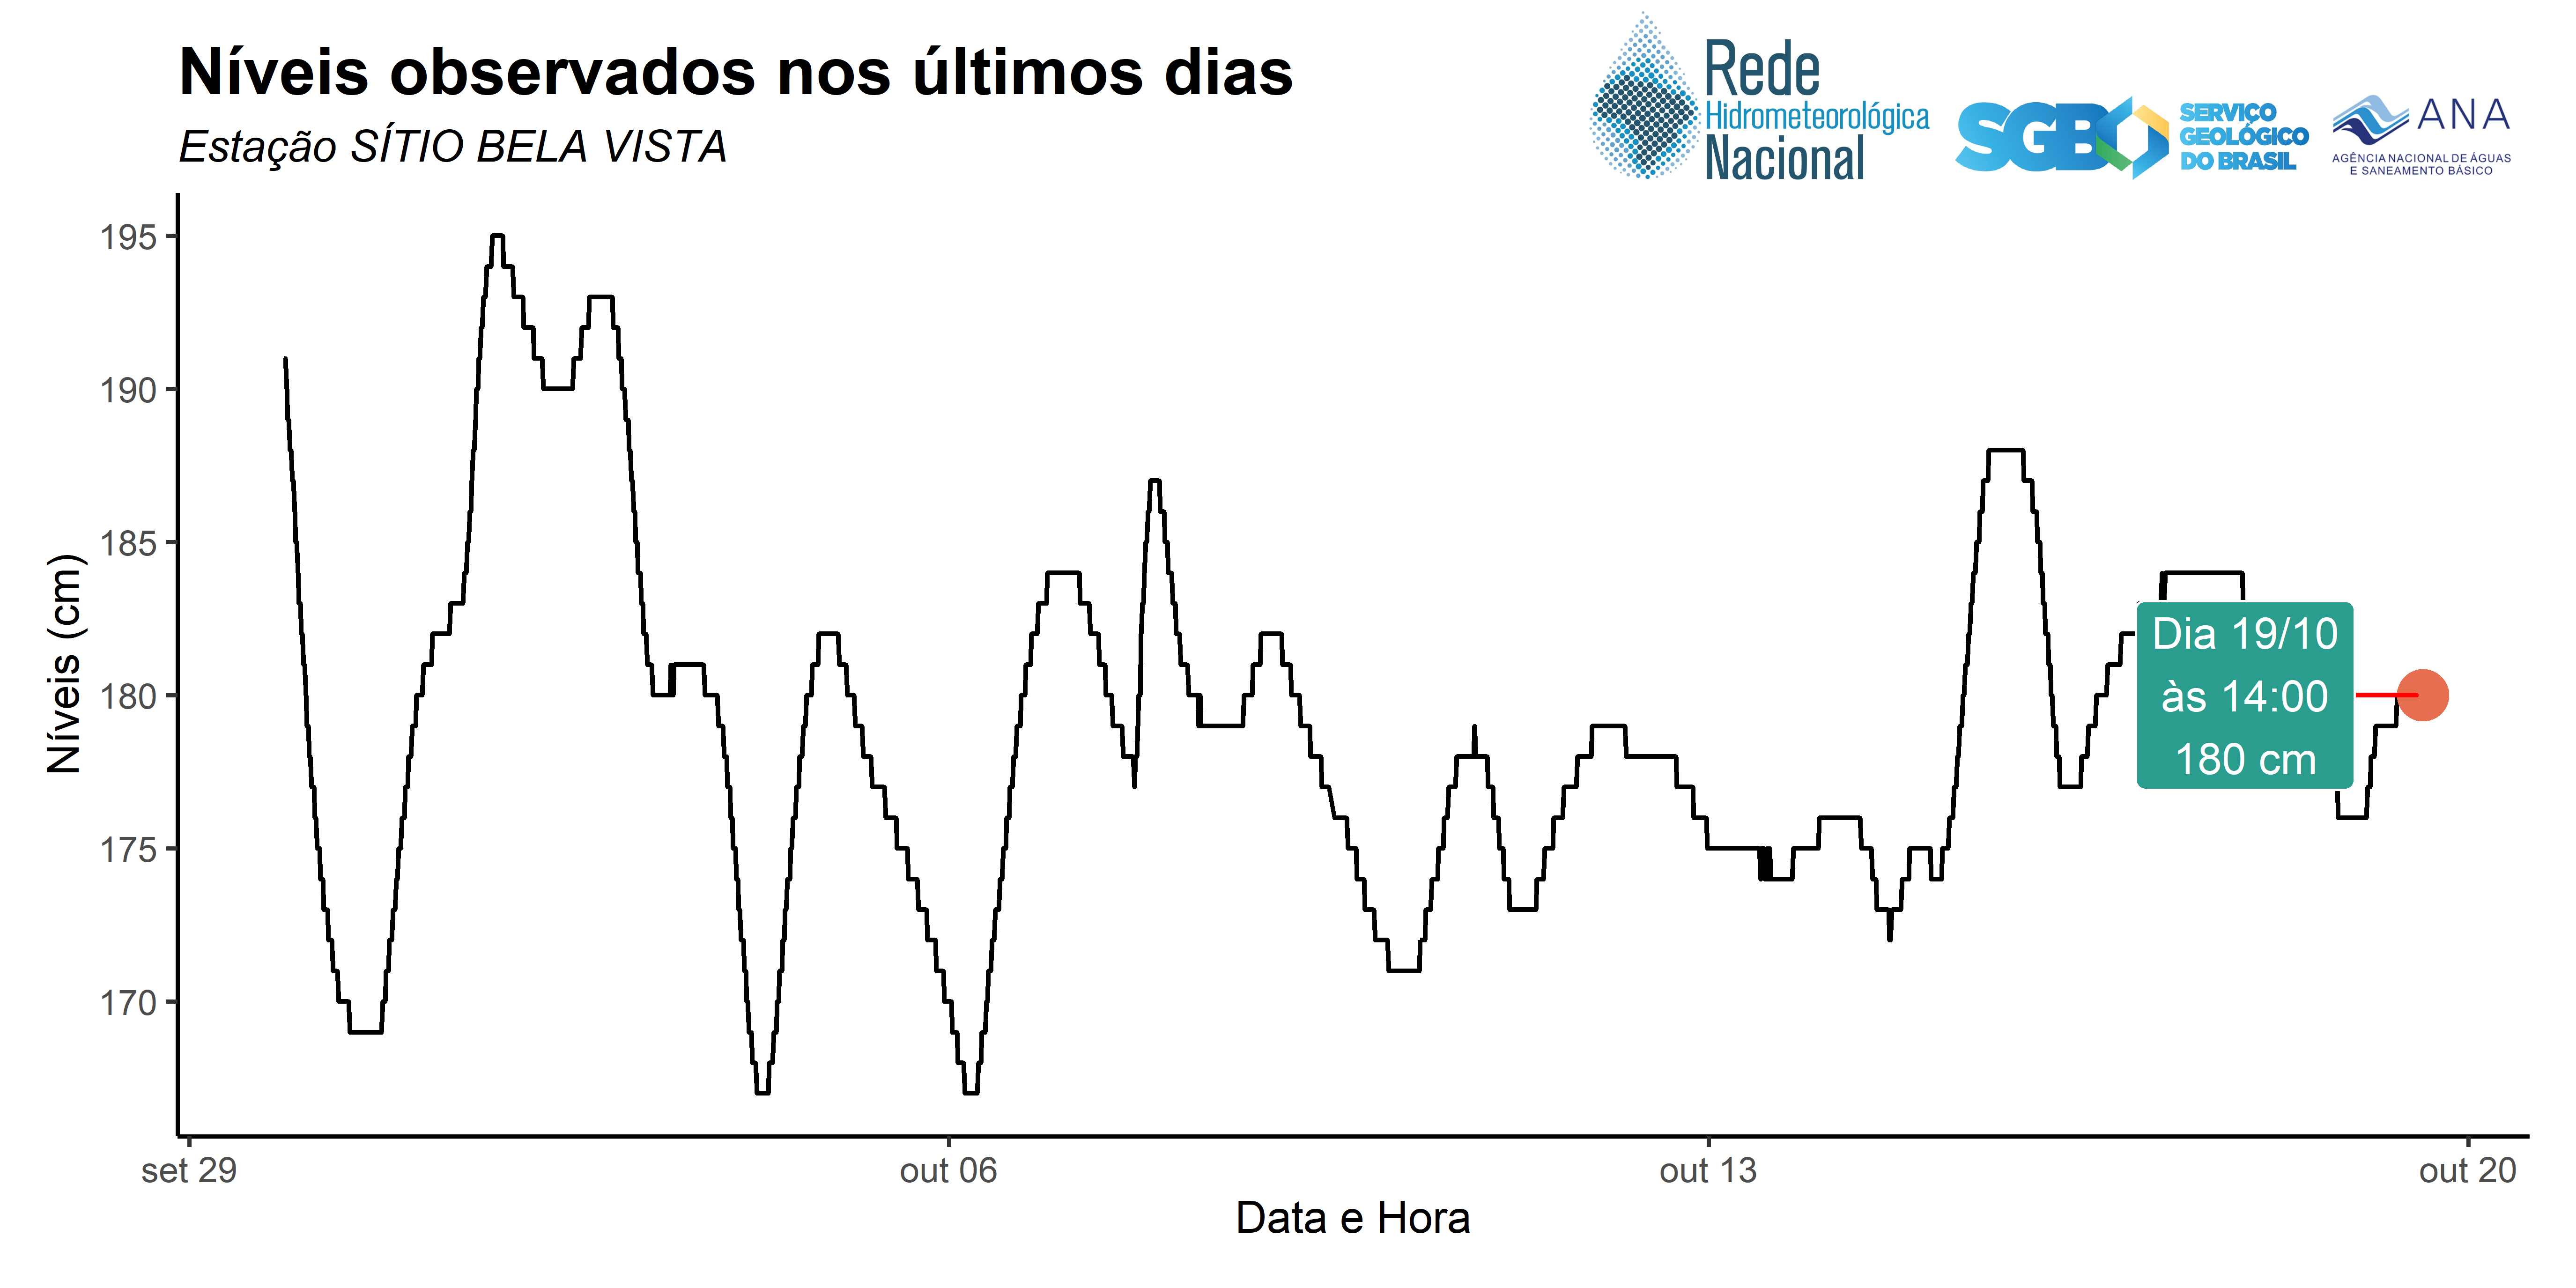 Níveis observados nos últimos dias
Estação SÍTIO BELA VISTA
Rede
Hidrometeorológica
Nacional
SGB
SERVIÇO
GEOLÓGICO
DO BRASIL
ANA
AGÊNCIA NACIONAL DE ÁGUAS
E SANEAMENTO BÁSICO
Níveis (cm)
195
190
185
180
175
170
Dia 19/10
às 14:00
180 cm
set 29
out 06
out 13
out 20
Data e Hora